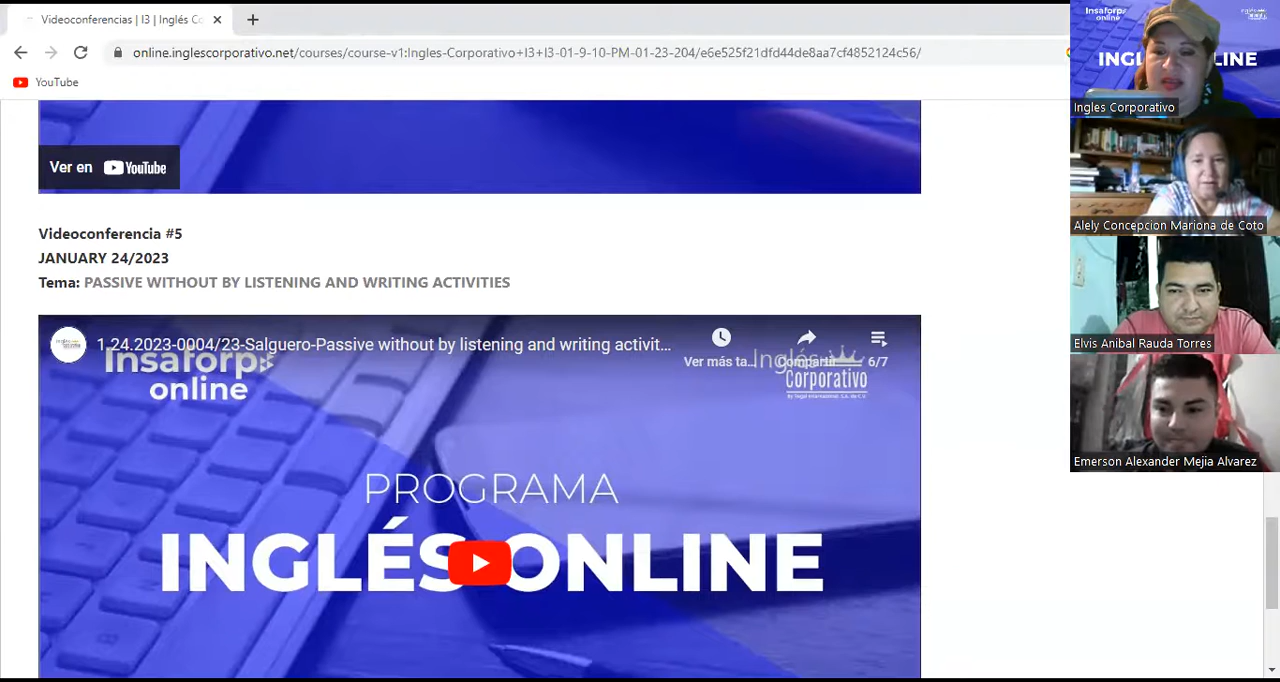 Videoconferencias | I3 | Inglés Co
online.inglescorporativo.net/courses/course-v1:Ingles-Corporativo+I3+I3-01-9-10-PM-01-23-204/e6e525f21dfd44de8aa7cf4852124c56/
YouTube
Ver en YouTube
Videoconferencia #5
JANUARY 24/2023
Tema: PASSIVE WITHOUT BY LISTENING AND WRITING ACTIVITIES
1.24.2023-0004/23-Salguero-Passive without by listening and writing activit...
Ver más ta...
Compartir
6/7
Insaforp
online
Inglés
Corporativo
PROGRAMA
INGLÉS ONLINE
Insaforp
online
INGL
LINE
Ingles Corporativo
Alely Concepcion Mariona de Coto
Elvis Anibal Rauda Torres
Emerson Alexander Mejia Alvarez